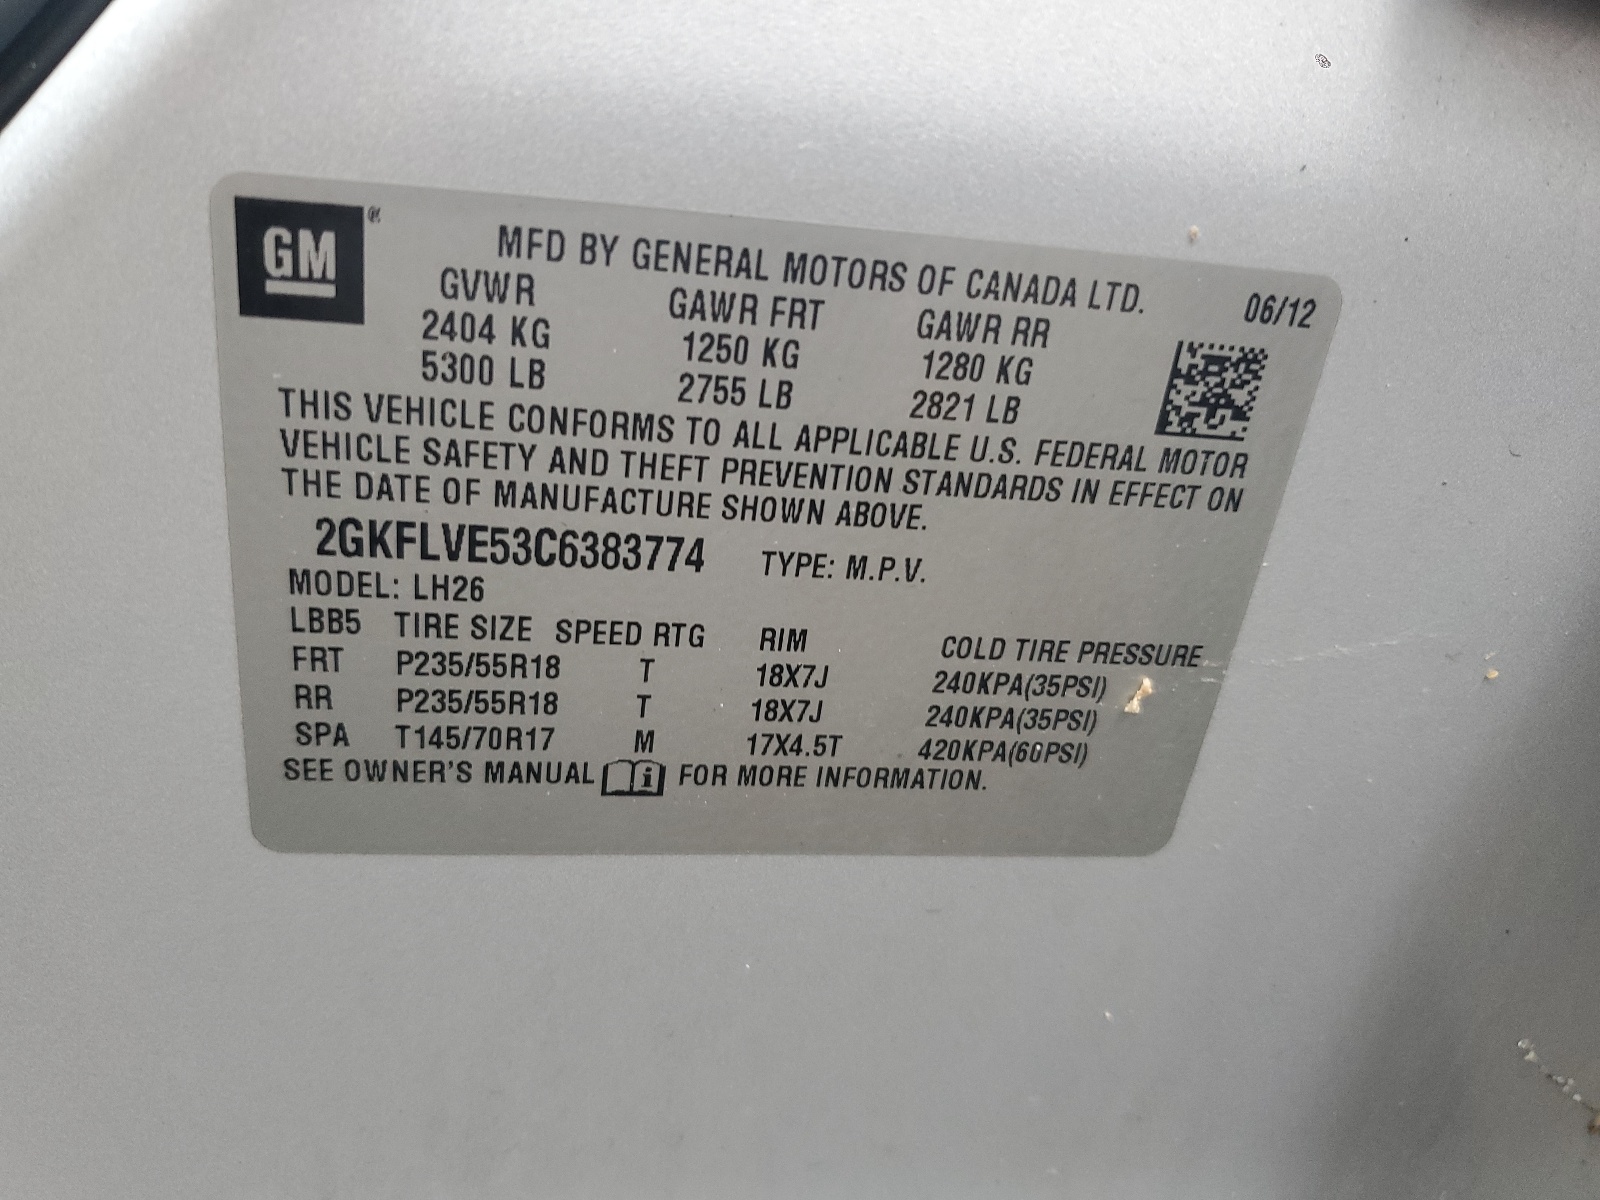 GM®
MFD BY GENERAL MOTORS OF CANADA LTD. 06/12
GVWR GAWR FRT GAWR RR
2404 KG 1250 KG 1280 KG
5300 LB 2755 LB 2821 LB
THIS VEHICLE CONFORMS TO ALL APPLICABLE U.S. FEDERAL MOTOR
VEHICLE SAFETY AND THEFT PREVENTION STANDARDS IN EFFECT ON
THE DATE OF MANUFACTURE SHOWN ABOVE.
2GKFLVE53C6383774 TYPE: M.P.V.
MODEL: LH26
LBB5 TIRE SIZE SPEED RTG RIM COLD TIRE PRESSURE
FRT P235/55R18 T 18X7J 240KPA(35PSI)
RR P235/55R18 T 18X7J 240KPA(35PSI)
SPA T145/70R17 M 17X4.5T 420KPA(60PSI)
SEE OWNER'S MANUAL i FOR MORE INFORMATION.